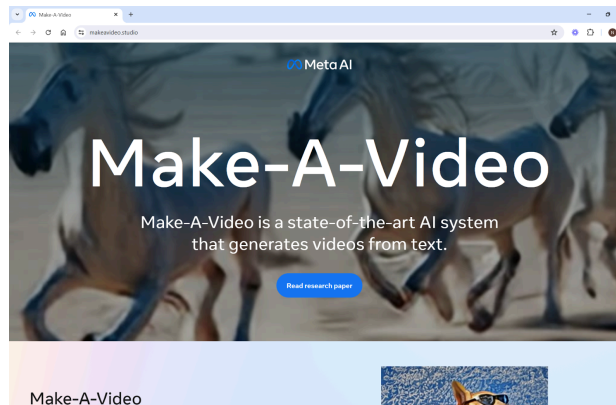 Make-A-Video
makeavideo.studio
N
Meta AI
Make-A-Video
Make-A-Video is a state-of-the-art AI system
that generates videos from text.
Read research paper
Make-A-Video